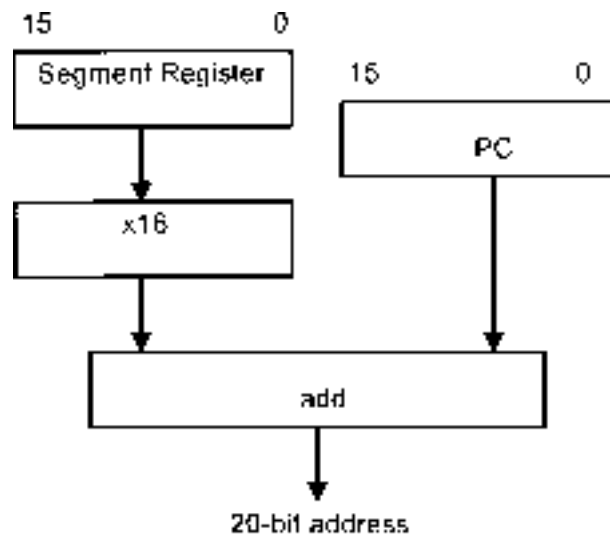 15 0
Segment Register
15 0
PC
x16
add
20-bit address